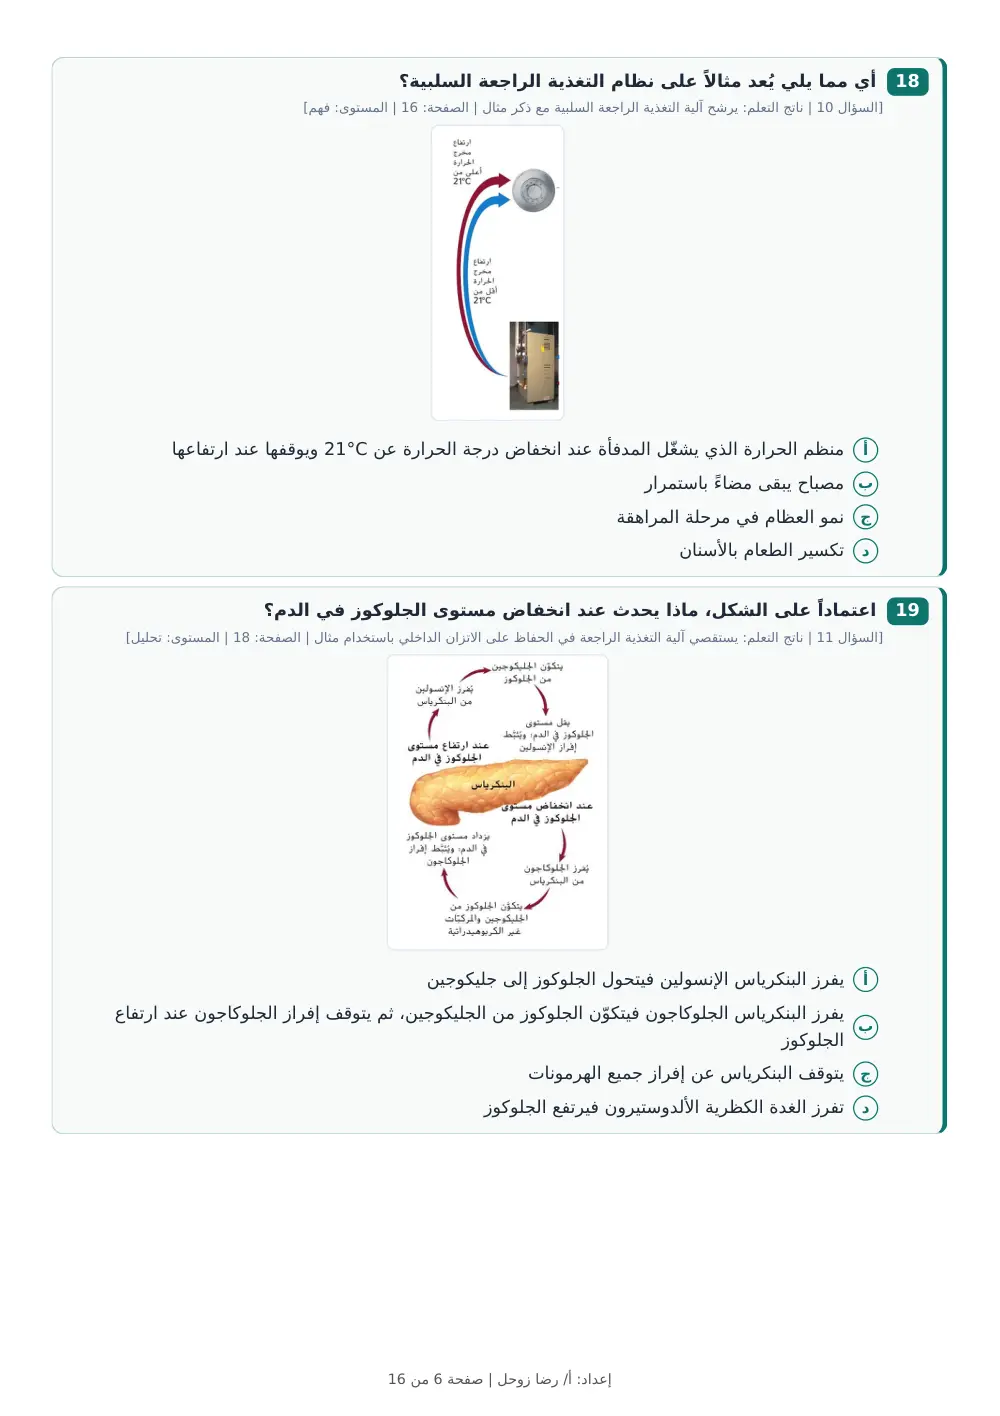 18 أي مما يلي يُعد مثالاً على نظام التغذية الراجعة السلبية؟
[السؤال 10 | ناتج التعلم: يرشح آلية التغذية الراجعة السلبية مع ذكر مثال | الصفحة: 16 | المستوى: فهم]
ارتفاع
مخرج
الحرارة
أعلى من
21°C
ارتفاع
مخرج
الحرارة
أقل من
21°C
أ منظم الحرارة الذي يشغّل المدفأة عند انخفاض درجة الحرارة عن 21°C ويوقفها عند ارتفاعها
ب مصباح يبقى مضاءً باستمرار
ج نمو العظام في مرحلة المراهقة
د تكسير الطعام بالأسنان
19 اعتماداً على الشكل، ماذا يحدث عند انخفاض مستوى الجلوكوز في الدم؟
[السؤال 11 | ناتج التعلم: يستقصي آلية التغذية الراجعة في الحفاظ على الاتزان الداخلي باستخدام مثال | الصفحة: 18 | المستوى: تحليل]
يتكوّن الجليكوجين
من الجلوكوز
يُفرز الإنسولين
من البنكرياس
يقل مستوى
الجلوكوز في الدم؛ ويُثبَّط
إفراز الإنسولين
عند ارتفاع مستوى
الجلوكوز في الدم
البنكرياس
عند انخفاض مستوى
الجلوكوز في الدم
يزداد مستوى الجلوكوز
في الدم؛ ويُثبَّط إفراز
الجلوكاجون
يُفرز الجلوكاجون
من البنكرياس
يتكوّن الجلوكوز من
الجليكوجين والمركبّات
غير الكربوهيدراتية
أ يفرز البنكرياس الإنسولين فيتحول الجلوكوز إلى جليكوجين
ب يفرز البنكرياس الجلوكاجون فيتكوّن الجلوكوز من الجليكوجين، ثم يتوقف إفراز الجلوكاجون عند ارتفاع
الجلوكوز
ج يتوقف البنكرياس عن إفراز جميع الهرمونات
د تفرز الغدة الكظرية الألدوستيرون فيرتفع الجلوكوز
إعداد: أ/ رضا زوحل | صفحة 6 من 16